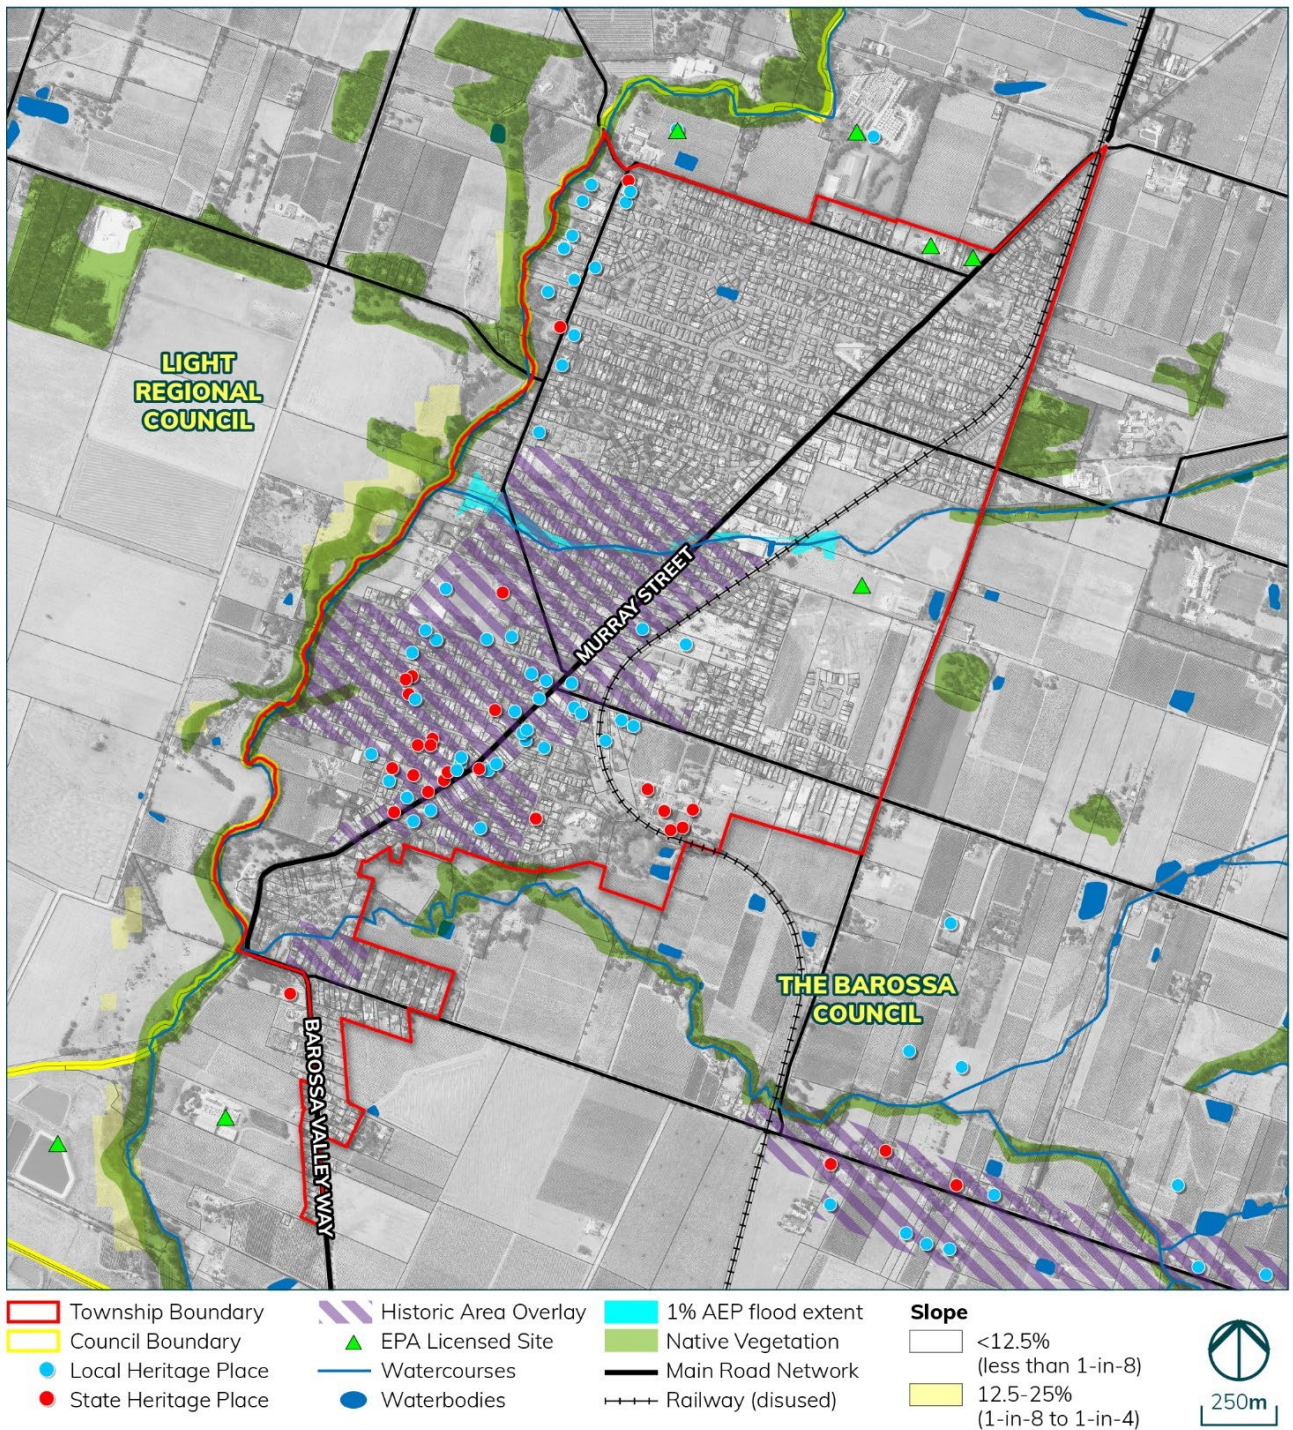 LIGHT
REGIONAL
COUNCIL
MURRAY STREET
THE BAROSSA
COUNCIL
BAROSSA VALLEY WAY
Township Boundary
Council Boundary
Local Heritage Place
State Heritage Place
Historic Area Overlay
EPA Licensed Site
Watercourses
Waterbodies
1% AEP flood extent
Native Vegetation
Main Road Network
Railway (disused)
Slope
<12.5%
(less than 1-in-8)
12.5-25%
(1-in-8 to 1-in-4)
250m